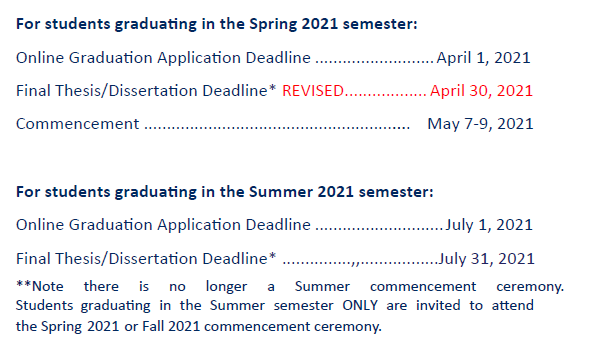 For students graduating in the Spring 2021 semester:
Online Graduation Application Deadline .......................... April 1, 2021
Final Thesis/Dissertation Deadline* REVISED.................. April 30, 2021
Commencement .......................................................... May 7-9, 2021
For students graduating in the Summer 2021 semester:
Online Graduation Application Deadline ............................July 1, 2021
Final Thesis/Dissertation Deadline* ...............,,.................July 31, 2021
**Note there is no longer a Summer commencement ceremony.
Students graduating in the Summer semester ONLY are invited to attend
the Spring 2021 or Fall 2021 commencement ceremony.